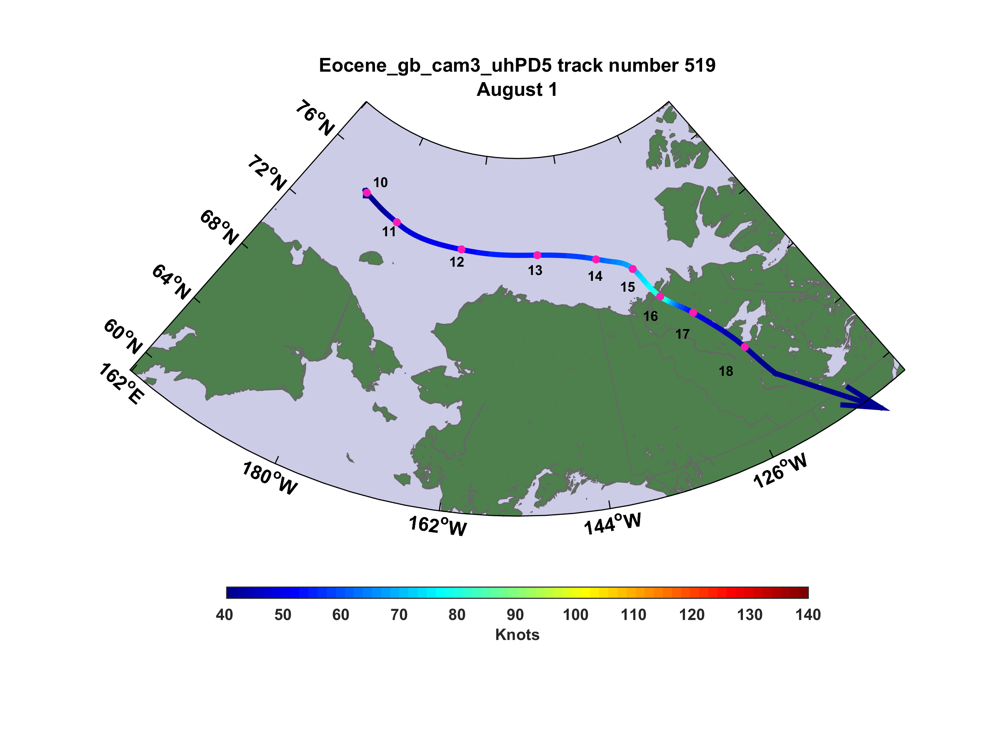 Eocene_gb_cam3_uhPD5 track number 519
August 1
76°N
72°N
68°N
64°N
60°N
162°E
180°W
162°W
144°W
126°W
10
11
12
13
14
15
16
17
18
40 50 60 70 80 90 100 110 120 130 140
Knots